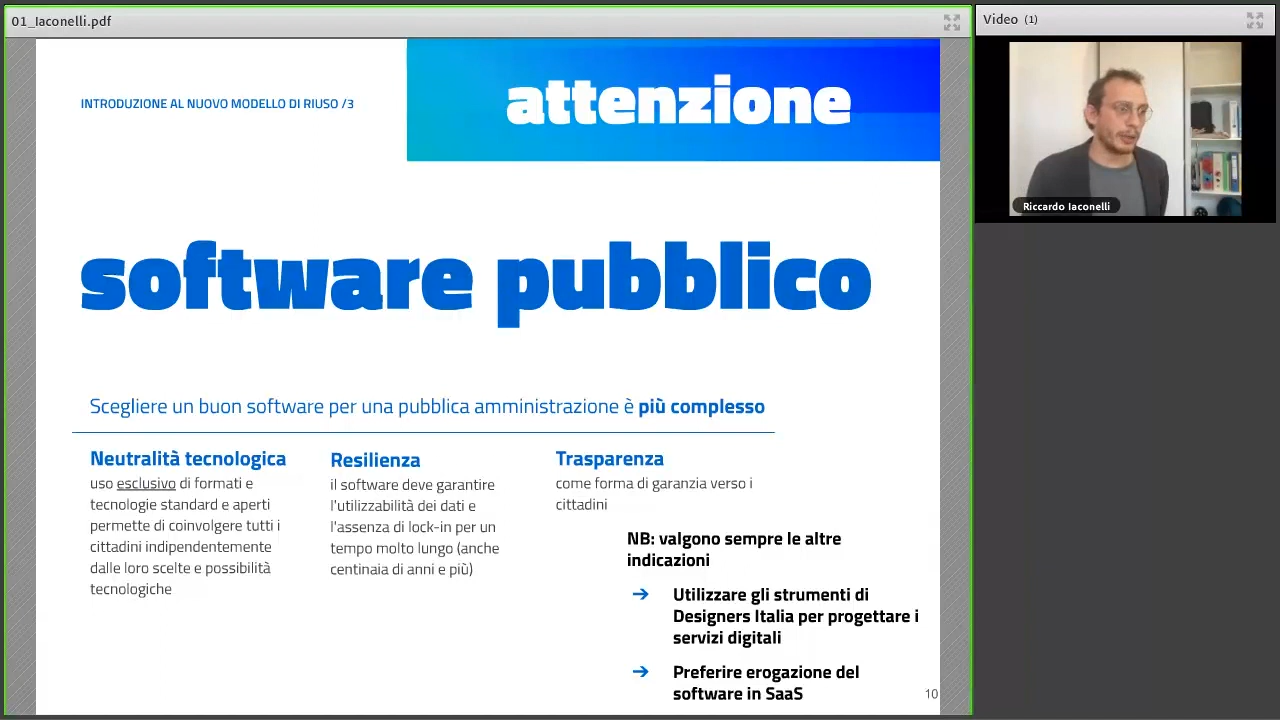 01_Iaconelli.pdf
Video (1)
INTRODUZIONE AL NUOVO MODELLO DI RIUSO /3
attenzione
Riccardo Iaconelli
software pubblico
Scegliere un buon software per una pubblica amministrazione è più complesso
Neutralità tecnologica
uso esclusivo di formati e
tecnologie standard e aperti
permette di coinvolgere tutti i
cittadini indipendentemente
dalle loro scelte e possibilità
tecnologiche
Resilienza
il software deve garantire
l'utilizzabilità dei dati e
l'assenza di lock-in per un
tempo molto lungo (anche
centinaia di anni e più)
Trasparenza
come forma di garanzia verso i
cittadini
NB: valgono sempre le altre
indicazioni
➔ Utilizzare gli strumenti di
Designers Italia per progettare i
servizi digitali
➔ Preferire erogazione del
software in SaaS
10